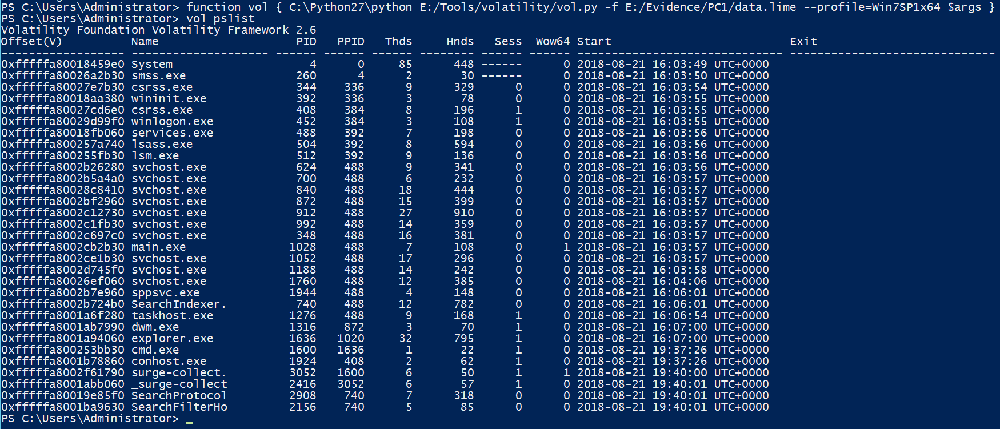 PS C:\Users\Administrator> function vol { C:\Python27\python E:/Tools/volatility/vol.py -f E:/Evidence/PC1/data.lime --profile=Win7SP1x64 $args }
PS C:\Users\Administrator> vol pslist
Volatility Foundation Volatility Framework 2.6
Offset(V)          Name                    PID   PPID   Thds     Hnds   Sess  Wow64 Start                          Exit
------------------ -------------------- ------ ------ ------ -------- ------ ------ ------------------------------ ------------------------------
0xfffffa80018459e0 System                    4      0     85      448 ------      0 2018-08-21 16:03:49 UTC+0000
0xfffffa80026a2b30 smss.exe                260      4      2       30 ------      0 2018-08-21 16:03:50 UTC+0000
0xfffffa80027e7b30 csrss.exe               344    336      9      329      0      0 2018-08-21 16:03:54 UTC+0000
0xfffffa80018aa380 wininit.exe             392    336      3       78      0      0 2018-08-21 16:03:55 UTC+0000
0xfffffa80027cd6e0 csrss.exe               408    384      8      196      1      0 2018-08-21 16:03:55 UTC+0000
0xfffffa80029d99f0 winlogon.exe            452    384      3      108      1      0 2018-08-21 16:03:55 UTC+0000
0xfffffa80018fb060 services.exe            488    392      7      198      0      0 2018-08-21 16:03:56 UTC+0000
0xfffffa800257a740 lsass.exe               504    392      8      594      0      0 2018-08-21 16:03:56 UTC+0000
0xfffffa800255fb30 lsm.exe                 512    392      9      136      0      0 2018-08-21 16:03:56 UTC+0000
0xfffffa8002b26280 svchost.exe             624    488      9      341      0      0 2018-08-21 16:03:56 UTC+0000
0xfffffa8002b5a4a0 svchost.exe             700    488      6      232      0      0 2018-08-21 16:03:57 UTC+0000
0xfffffa80028c8410 svchost.exe             840    488     18      444      0      0 2018-08-21 16:03:57 UTC+0000
0xfffffa8002bf2960 svchost.exe             872    488     15      399      0      0 2018-08-21 16:03:57 UTC+0000
0xfffffa8002c12730 svchost.exe             912    488     27      910      0      0 2018-08-21 16:03:57 UTC+0000
0xfffffa8002c1fb30 svchost.exe             992    488     14      359      0      0 2018-08-21 16:03:57 UTC+0000
0xfffffa8002c697c0 svchost.exe             348    488     16      381      0      0 2018-08-21 16:03:57 UTC+0000
0xfffffa8002cb2b30 main.exe               1028    488      7      108      0      1 2018-08-21 16:03:57 UTC+0000
0xfffffa8002ce1b30 svchost.exe            1052    488     17      296      0      0 2018-08-21 16:03:57 UTC+0000
0xfffffa8002d745f0 svchost.exe            1188    488     14      242      0      0 2018-08-21 16:03:58 UTC+0000
0xfffffa80026ef060 svchost.exe            1760    488     12      385      0      0 2018-08-21 16:04:06 UTC+0000
0xfffffa8002b7e960 sppsvc.exe             1944    488      4      148      0      0 2018-08-21 16:06:01 UTC+0000
0xfffffa8002b724b0 SearchIndexer.          740    488     12      782      0      0 2018-08-21 16:06:01 UTC+0000
0xfffffa8001a6f280 taskhost.exe           1276    488      9      168      1      0 2018-08-21 16:06:54 UTC+0000
0xfffffa8001ab7990 dwm.exe                1316    872      3       70      1      0 2018-08-21 16:07:00 UTC+0000
0xfffffa8001a94060 explorer.exe           1636   1020     32      795      1      0 2018-08-21 16:07:00 UTC+0000
0xfffffa800253bb30 cmd.exe                1600   1636      1       22      1      0 2018-08-21 19:37:26 UTC+0000
0xfffffa8001b78860 conhost.exe            1924    408      2       62      1      0 2018-08-21 19:37:26 UTC+0000
0xfffffa8002f61790 surge-collect.         3052   1600      6       50      1      1 2018-08-21 19:40:00 UTC+0000
0xfffffa8001abb060 _surge-collect         2416   3052      6       57      1      0 2018-08-21 19:40:01 UTC+0000
0xfffffa80019e85f0 SearchProtocol         2908    740      7      318      0      0 2018-08-21 19:40:01 UTC+0000
0xfffffa8001ba9630 SearchFilterHo         2156    740      5       85      0      0 2018-08-21 19:40:01 UTC+0000
PS C:\Users\Administrator> _